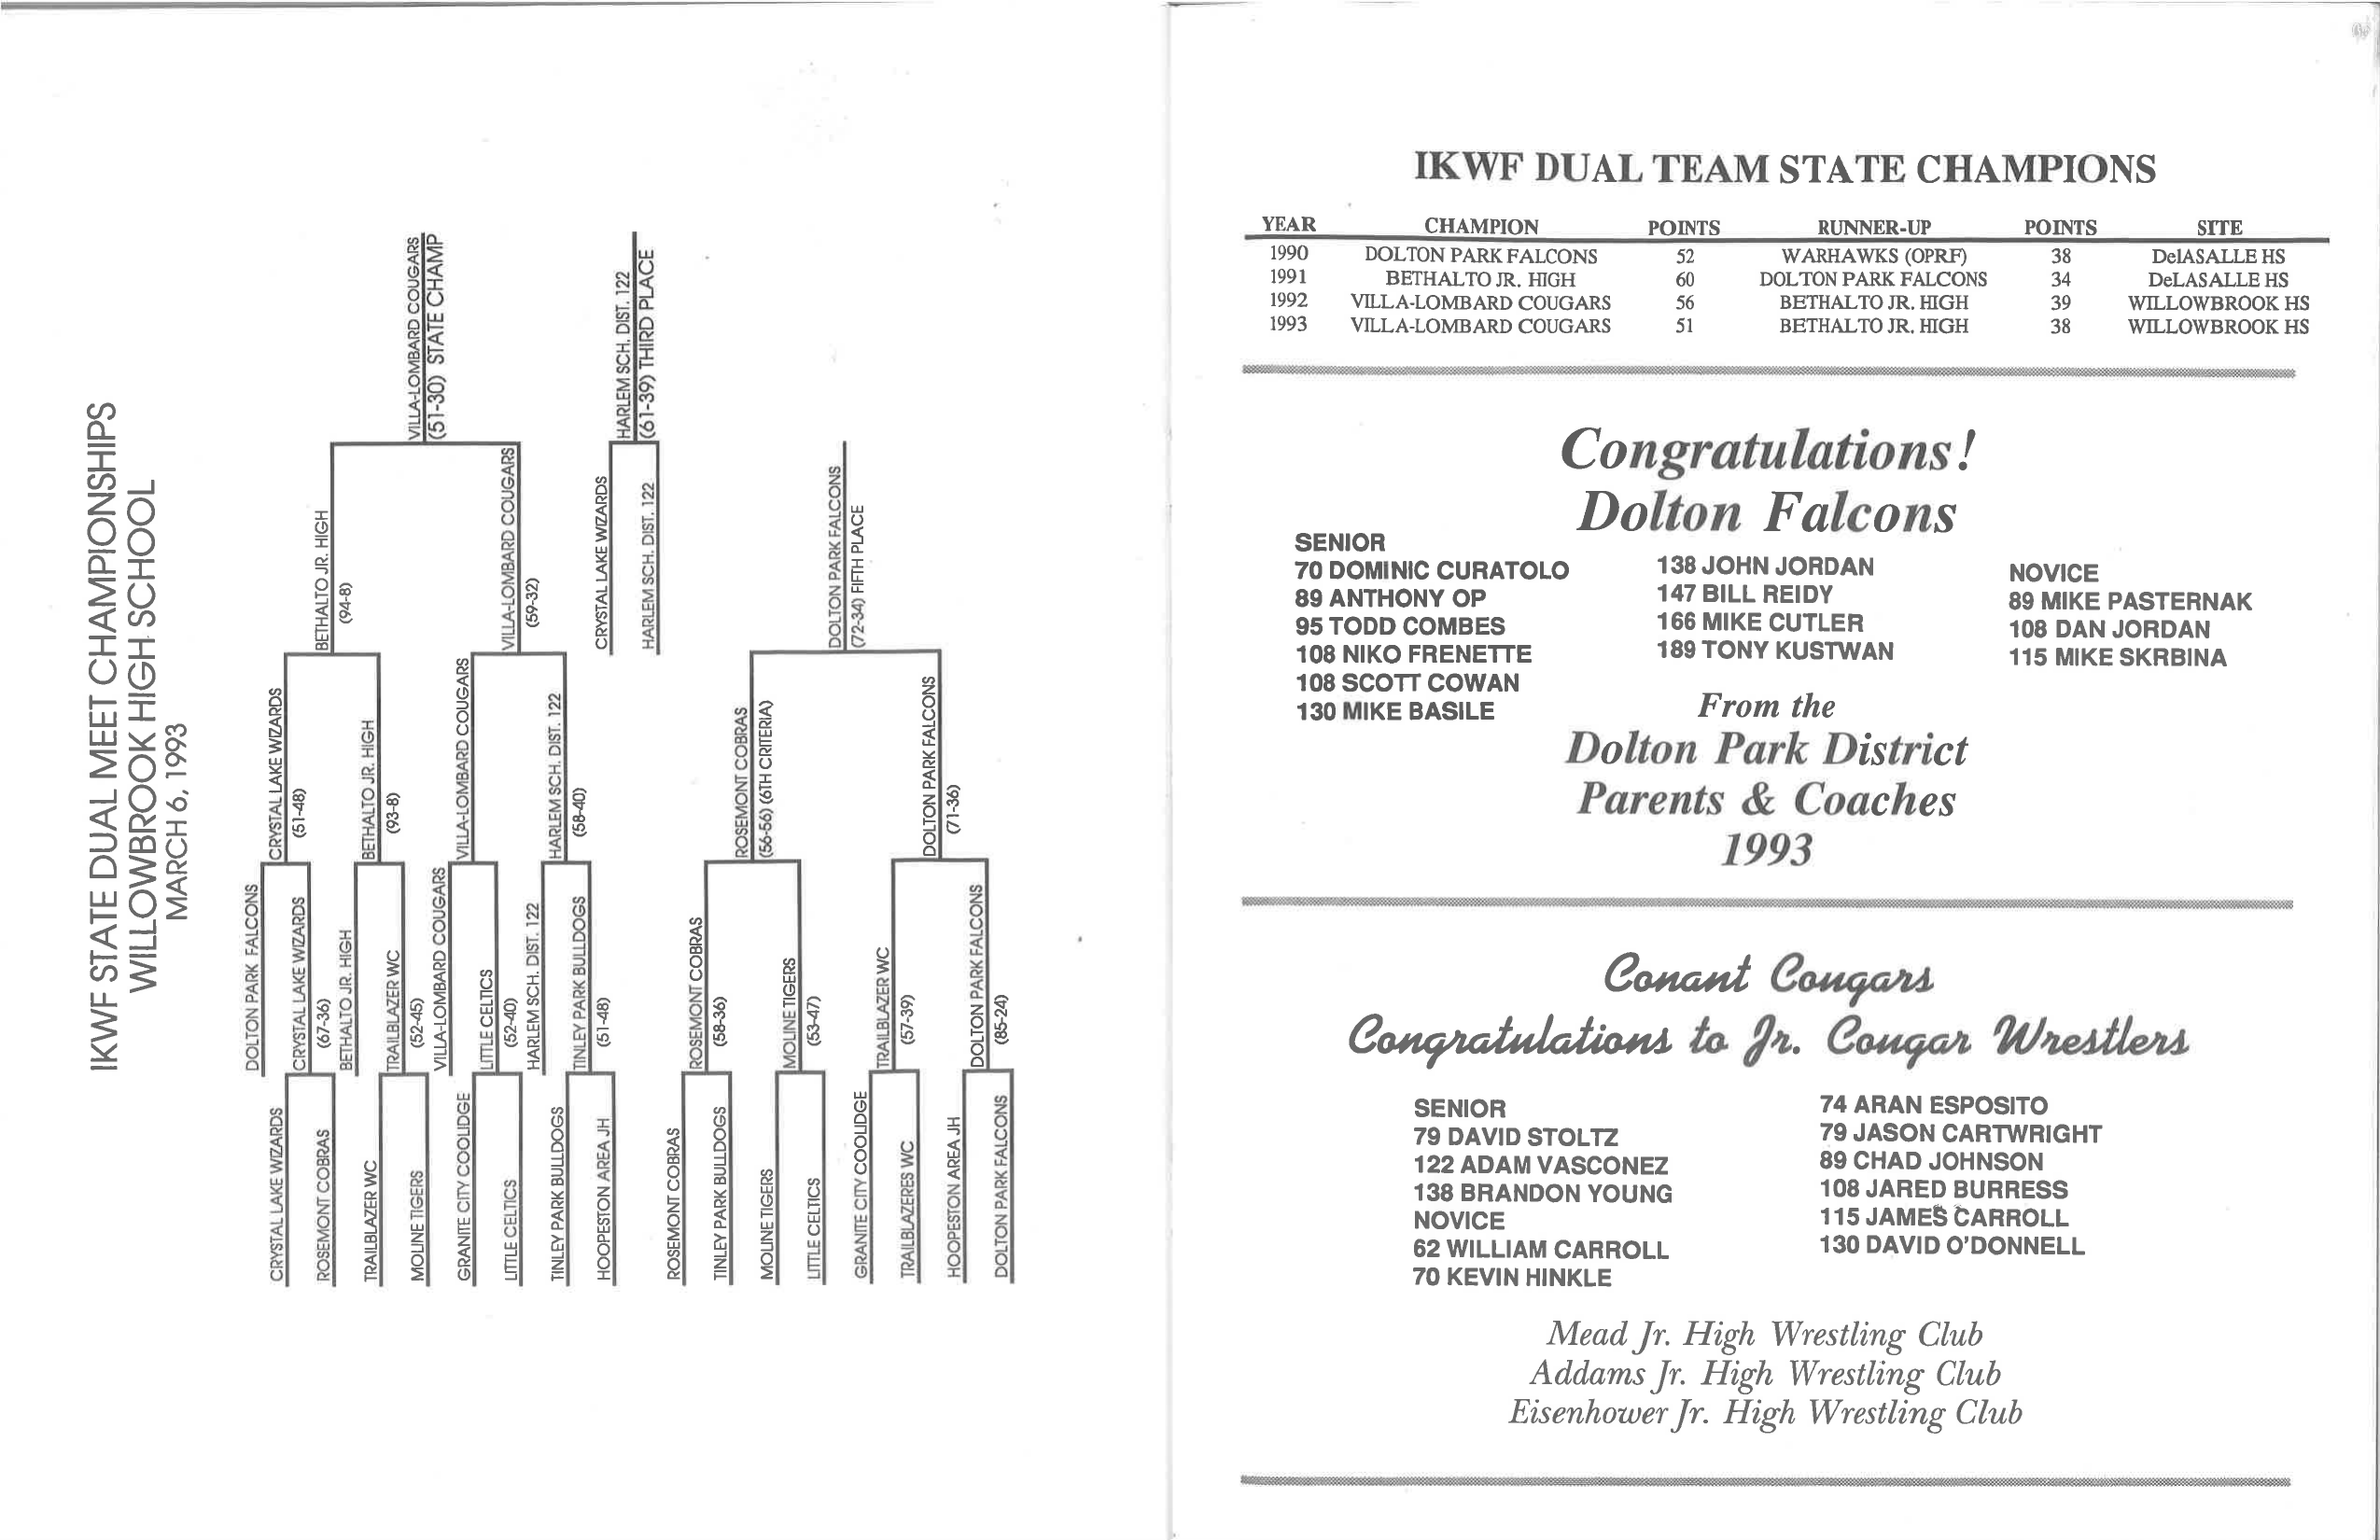 IKWF STATE DUAL MEET CHAMPIONSHIPS
WILLOWBROOK HIGH SCHOOL
MARCH 6, 1993
CRYSTAL LAKE WIZARDS
ROSEMONT COBRAS
TRAILBLAZER WC
MOLINE TIGERS
GRANITE CITY COOLIDGE
LITTLE CELTICS
TINLEY PARK BULLDOGS
HOOPESTON AREA JH
DOLTON PARK FALCONS
CRYSTAL LAKE WIZARDS
(67-36)
BETHALTO JR. HIGH
TRAILBLAZER WC
(52-45)
VILLA-LOMBARD COUGARS
LITTLE CELTICS
(52-40)
HARLEM SCH. DIST. 122
TINLEY PARK BULLDOGS
(51-48)
CRYSTAL LAKE WIZARDS
(51-48)
BETHALTO JR. HIGH
(93-8)
VILLA-LOMBARD COUGARS
HARLEM SCH. DIST. 122
(58-40)
BETHALTO JR. HIGH
(94-8)
VILLA-LOMBARD COUGARS
(59-32)
VILLA-LOMBARD COUGARS
(51-30) STATE CHAMP
CRYSTAL LAKE WIZARDS
HARLEM SCH. DIST. 122
HARLEM SCH. DIST. 122
(61-39) THIRD PLACE
ROSEMONT COBRAS
TINLEY PARK BULLDOGS
MOLINE TIGERS
LITTLE CELTICS
GRANITE CITY COOLIDGE
TRAILBLAZERES WC
HOOPESTON AREA JH
DOLTON PARK FALCONS
ROSEMONT COBRAS
(58-36)
MOLINE TIGERS
(53-47)
TRAILBLAZER WC
(57-39)
DOLTON PARK FALCONS
(85-24)
ROSEMONT COBRAS
(56-56) (6TH CRITERIA)
DOLTON PARK FALCONS
(71-36)
DOLTON PARK FALCONS
(72-34) FIFTH PLACE
IKWF DUAL TEAM STATE CHAMPIONS
YEAR CHAMPION POINTS RUNNER-UP POINTS SITE
1990 DOLTON PARK FALCONS 52 WARHAWKS (OPRF) 38 DelASALLE HS
1991 BETHALTO JR. HIGH 60 DOLTON PARK FALCONS 34 DeLASALLE HS
1992 VILLA-LOMBARD COUGARS 56 BETHALTO JR. HIGH 39 WILLOWBROOK HS
1993 VILLA-LOMBARD COUGARS 51 BETHALTO JR. HIGH 38 WILLOWBROOK HS
Congratulations!
Dolton Falcons
SENIOR
70 DOMINIC CURATOLO
89 ANTHONY OP
95 TODD COMBES
108 NIKO FRENETTE
108 SCOTT COWAN
130 MIKE BASILE
138 JOHN JORDAN
147 BILL REIDY
166 MIKE CUTLER
189 TONY KUSTWAN
NOVICE
89 MIKE PASTERNAK
108 DAN JORDAN
115 MIKE SKRBINA
From the
Dolton Park District
Parents & Coaches
1993
Conant Cougars
Congratulations to Jr. Cougar Wrestlers
SENIOR
79 DAVID STOLTZ
122 ADAM VASCONEZ
138 BRANDON YOUNG
NOVICE
62 WILLIAM CARROLL
70 KEVIN HINKLE
74 ARAN ESPOSITO
79 JASON CARTWRIGHT
89 CHAD JOHNSON
108 JARED BURRESS
115 JAMES CARROLL
130 DAVID O'DONNELL
Mead Jr. High Wrestling Club
Addams Jr. High Wrestling Club
Eisenhower Jr. High Wrestling Club